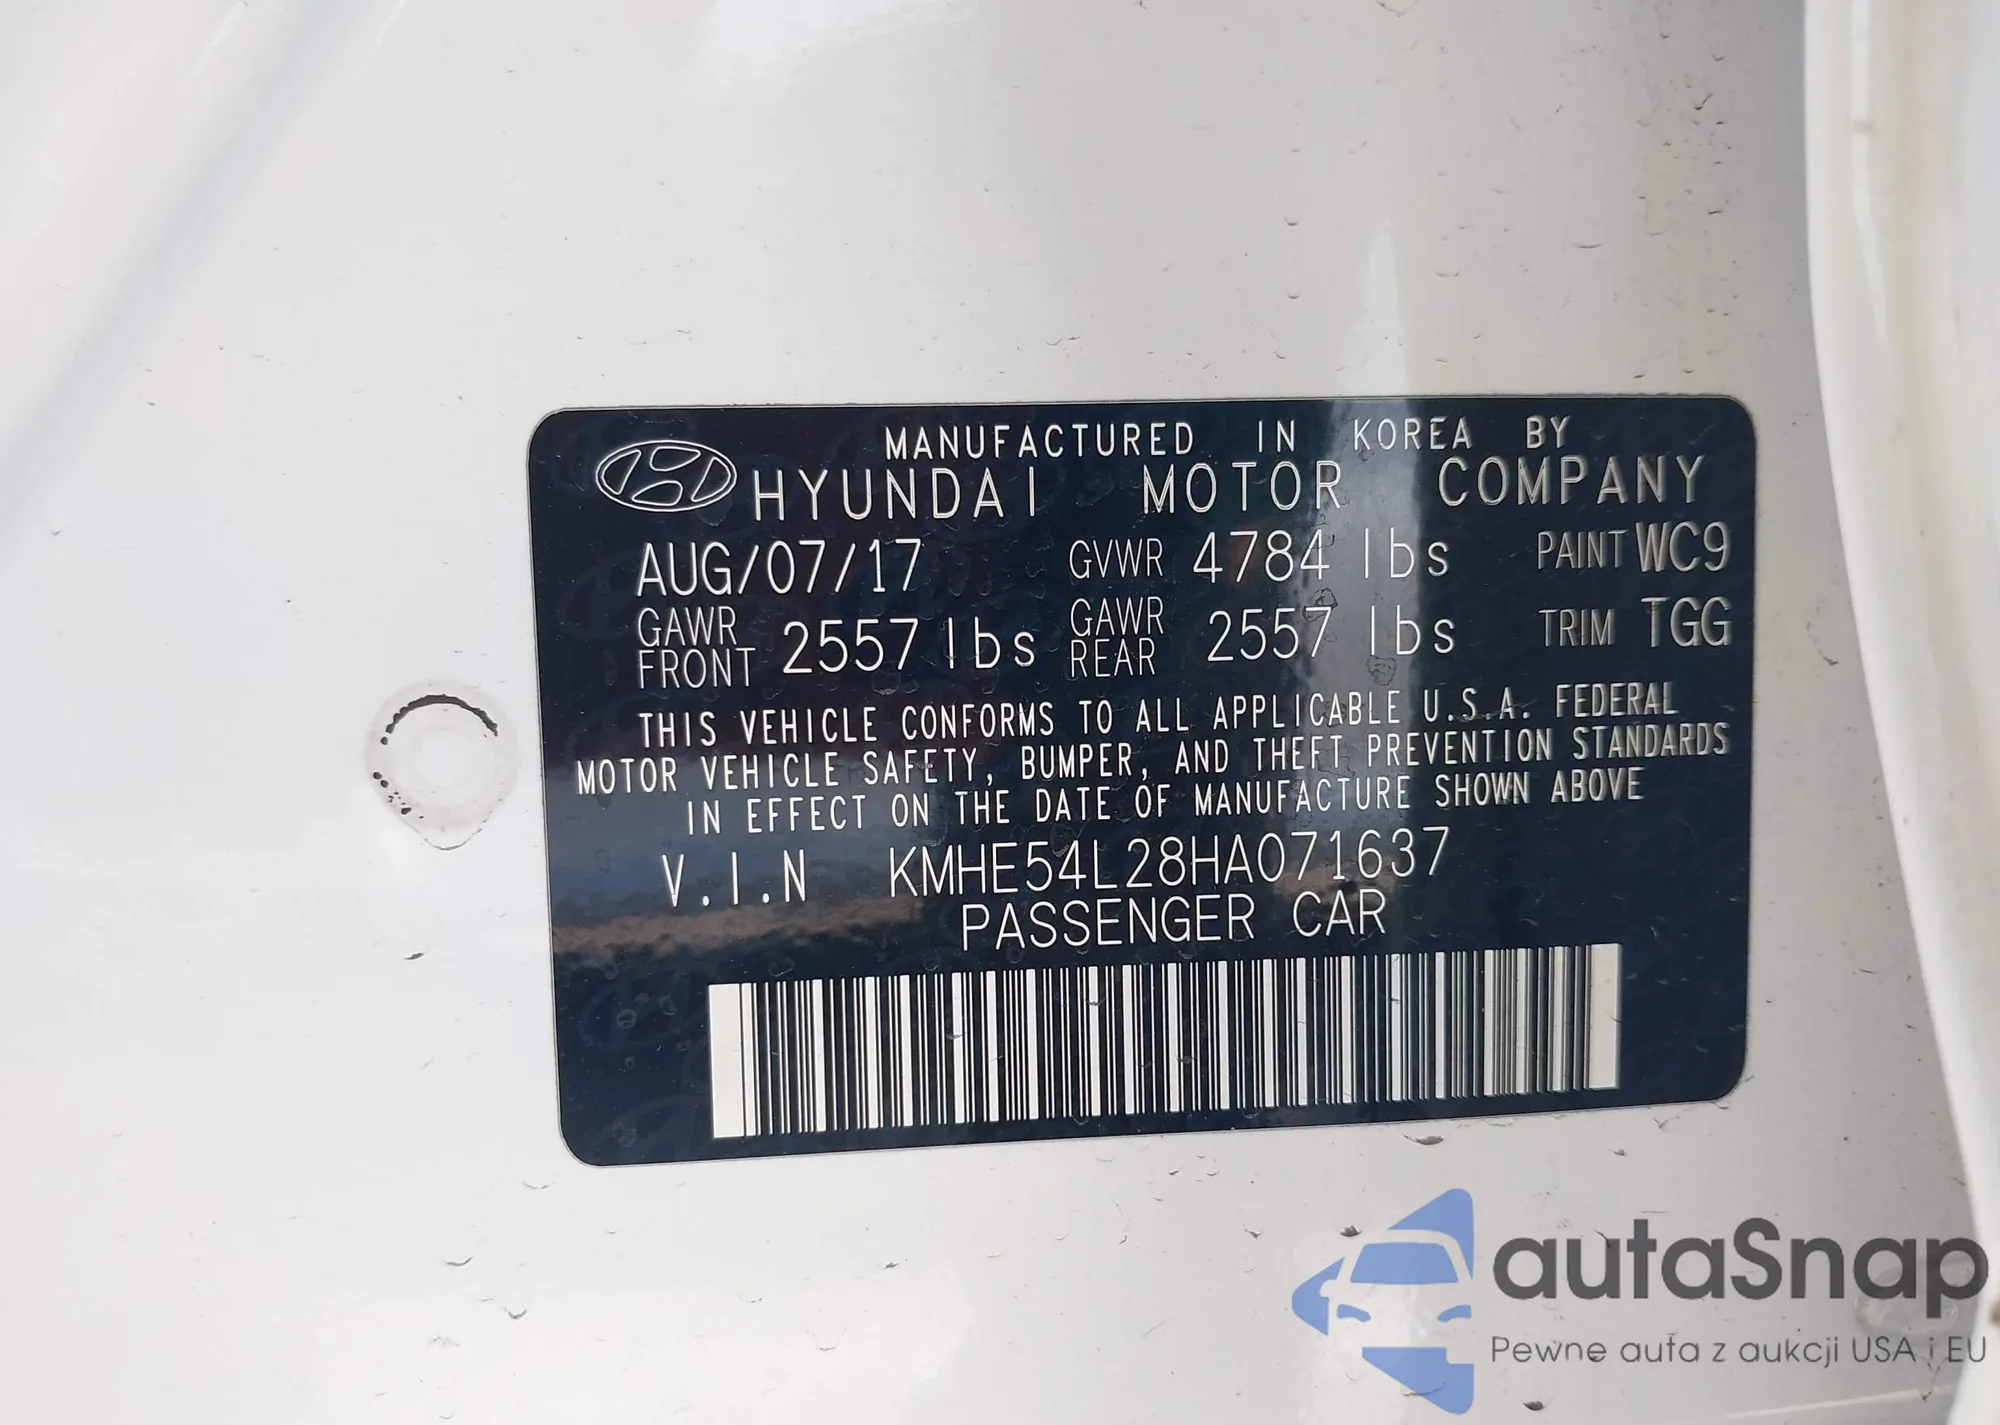 MANUFACTURED IN KOREA BY
HYUNDAI MOTOR COMPANY
AUG/07/17 GVWR 4784 lbs PAINT WC9
GAWR FRONT 2557 lbs GAWR REAR 2557 lbs TRIM TGG
THIS VEHICLE CONFORMS TO ALL APPLICABLE U.S.A. FEDERAL
MOTOR VEHICLE SAFETY, BUMPER, AND THEFT PREVENTION STANDARDS
IN EFFECT ON THE DATE OF MANUFACTURE SHOWN ABOVE
V.I.N KMHE54L28HA071637
PASSENGER CAR
autaSnap
Pewne auta z aukcji USA i EU